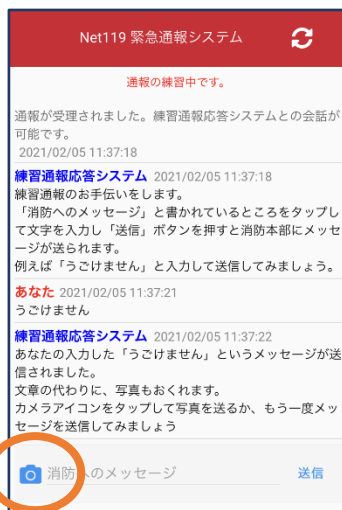 Net119 緊急通報システム
通報の練習中です。
通報が受理されました。練習通報応答システムとの会話が
可能です。
2021/02/05 11:37:18
練習通報応答システム 2021/02/05 11:37:18
練習通報のお手伝いをします。
「消防へのメッセージ」と書かれているところをタップし
て文字を入力し「送信」ボタンを押すと消防本部にメッセ
ージが送られます。
例えば「うごけません」と入力して送信してみましょう。
あなた 2021/02/05 11:37:21
うごけません
練習通報応答システム 2021/02/05 11:37:22
あなたの入力した「うごけません」というメッセージが送
信されました。
文章の代わりに、写真もおくれます。
カメラアイコンをタップして写真を送るか、もう一度メッ
セージを送信してみましょう
消防へのメッセージ 送信